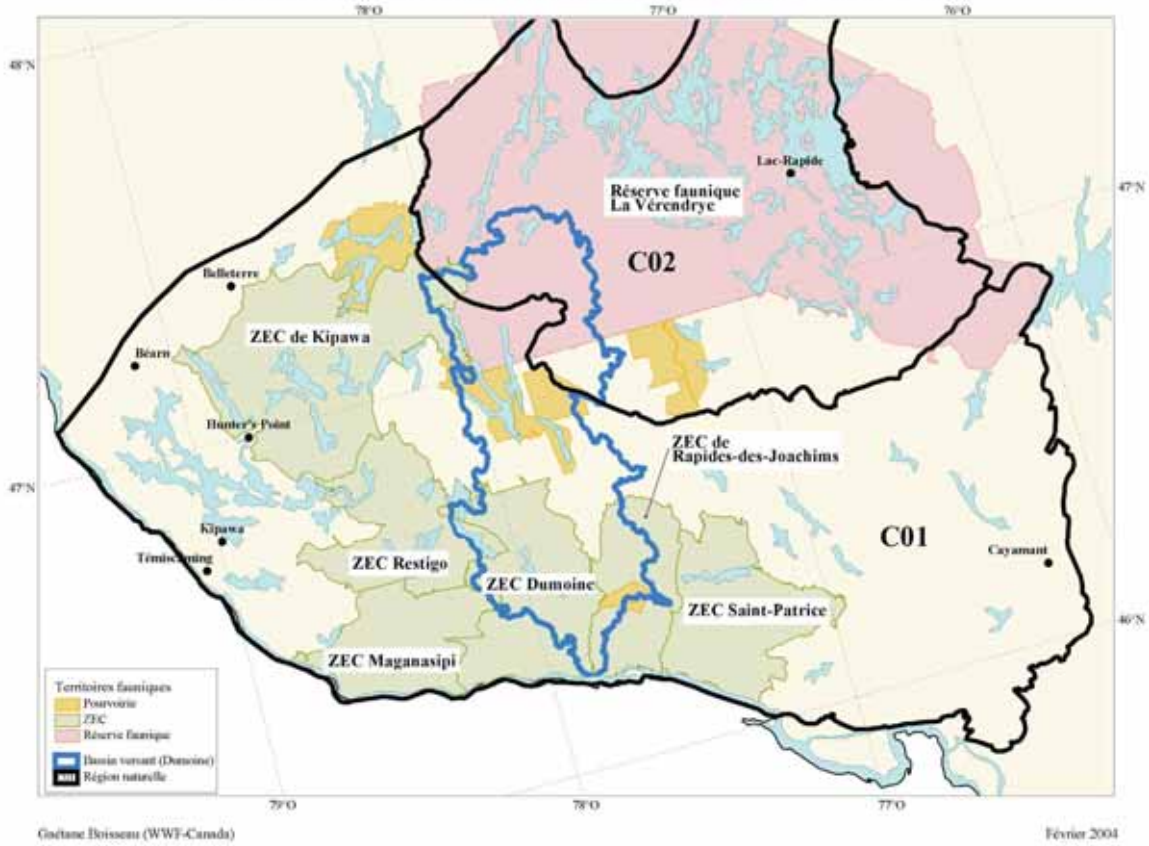 78°O
77°O
76°O
48°N
47°N
Lac-Rapide
Réserve faunique
La Vérendrye
C02
Belleterre
ZEC de Kipawa
Béarn
Hunter's Point
ZEC de
Rapides-des-Joachims
47°N
Kipawa
C01
Témiscaming
ZEC Restigo
Cayamant
ZEC Dumoine
ZEC Saint-Patrice
46°N
ZEC Maganasipi
Territoires fauniques
Pourvoirie
ZEC
Réserve faunique
Bassin versant (Dumoine)
Région naturelle
79°O
78°O
77°O
Gaétane Boisseau (WWF-Canada)
Février 2004